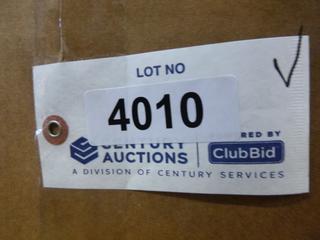 LOT NO
4010
CENTURY RED BY
AUCTIONS ClubBid
A DIVISION OF CENTURY SERVICES